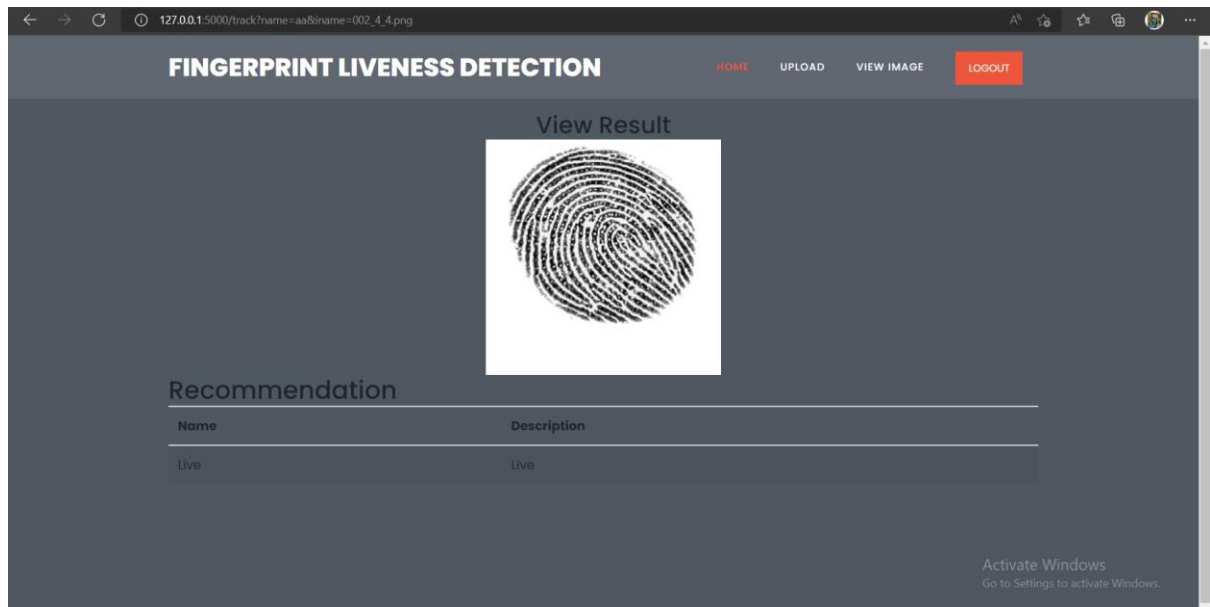 127.0.0.1:5000/track?name=aa&iname=002_4_4.png
FINGERPRINT LIVENESS DETECTION HOME UPLOAD VIEW IMAGE LOGOUT
View Result
Recommendation
Name Description
Live Live
Activate Windows
Go to Settings to activate Windows.